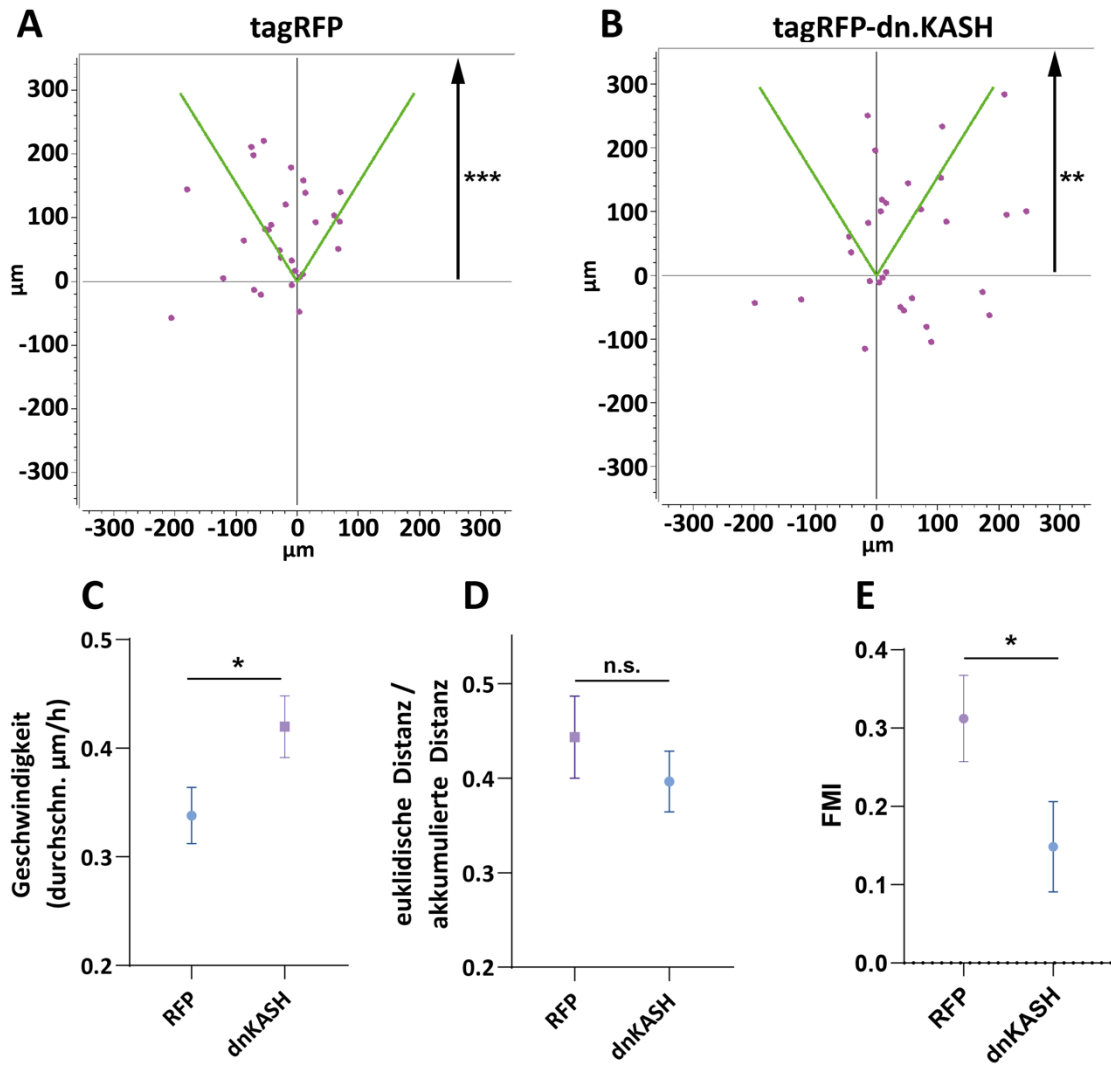 A
tagRFP
300
200
100
0
-100
-200
-300
µm
***
-300 -200 -100 0 100 200 300
µm
B
tagRFP-dn.KASH
300
200
100
0
-100
-200
-300
µm
**
-300 -200 -100 0 100 200 300
µm
C
Geschwindigkeit
(durchschn. µm/h)
0.5
0.4
0.3
0.2
*
RFP
dnKASH
D
euklidische Distanz /
akkumulierte Distanz
0.5
0.4
0.3
0.2
n.s.
RFP
dnKASH
E
FMI
0.4
0.3
0.2
0.1
0.0
*
RFP
dnKASH